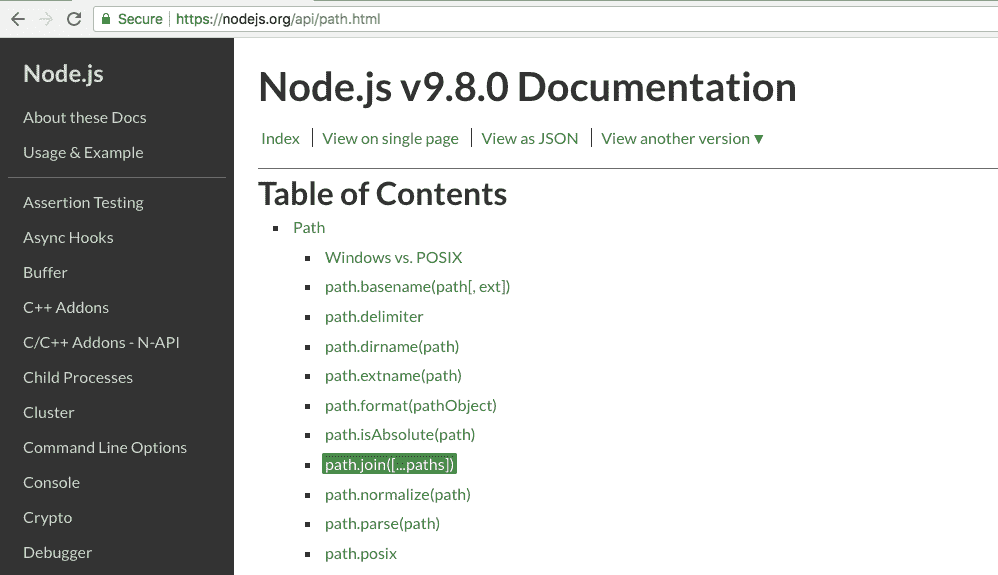 Secure https://nodejs.org/api/path.html
Node.js
About these Docs
Usage & Example
Assertion Testing
Async Hooks
Buffer
C++ Addons
C/C++ Addons - N-API
Child Processes
Cluster
Command Line Options
Console
Crypto
Debugger
Node.js v9.8.0 Documentation
Index View on single page View as JSON View another version ▼
Table of Contents
Path
Windows vs. POSIX
path.basename(path[, ext])
path.delimiter
path.dirname(path)
path.extname(path)
path.format(pathObject)
path.isAbsolute(path)
path.join([...paths])
path.normalize(path)
path.parse(path)
path.posix